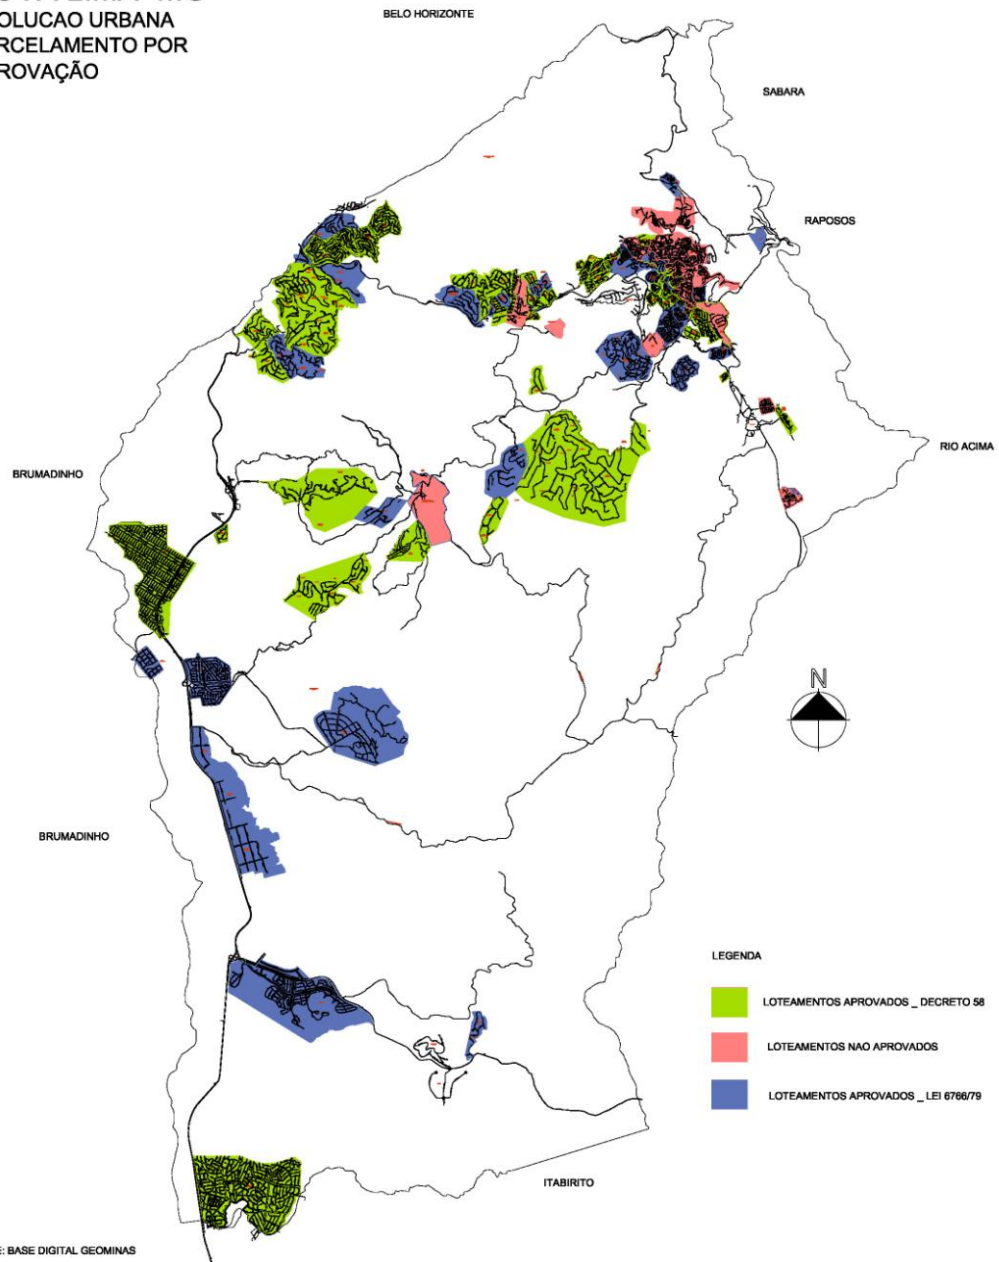 OLUCAO URBANA
RCELAMENTO POR
ROVAÇÃO
BELO HORIZONTE
SABARA
RAPOSOS
RIO ACIMA
BRUMADINHO
N
BRUMADINHO
LEGENDA
LOTEAMENTOS APROVADOS _ DECRETO 58
LOTEAMENTOS NAO APROVADOS
LOTEAMENTOS APROVADOS _ LEI 6766/79
ITABIRITO
E: BASE DIGITAL GEOMINAS